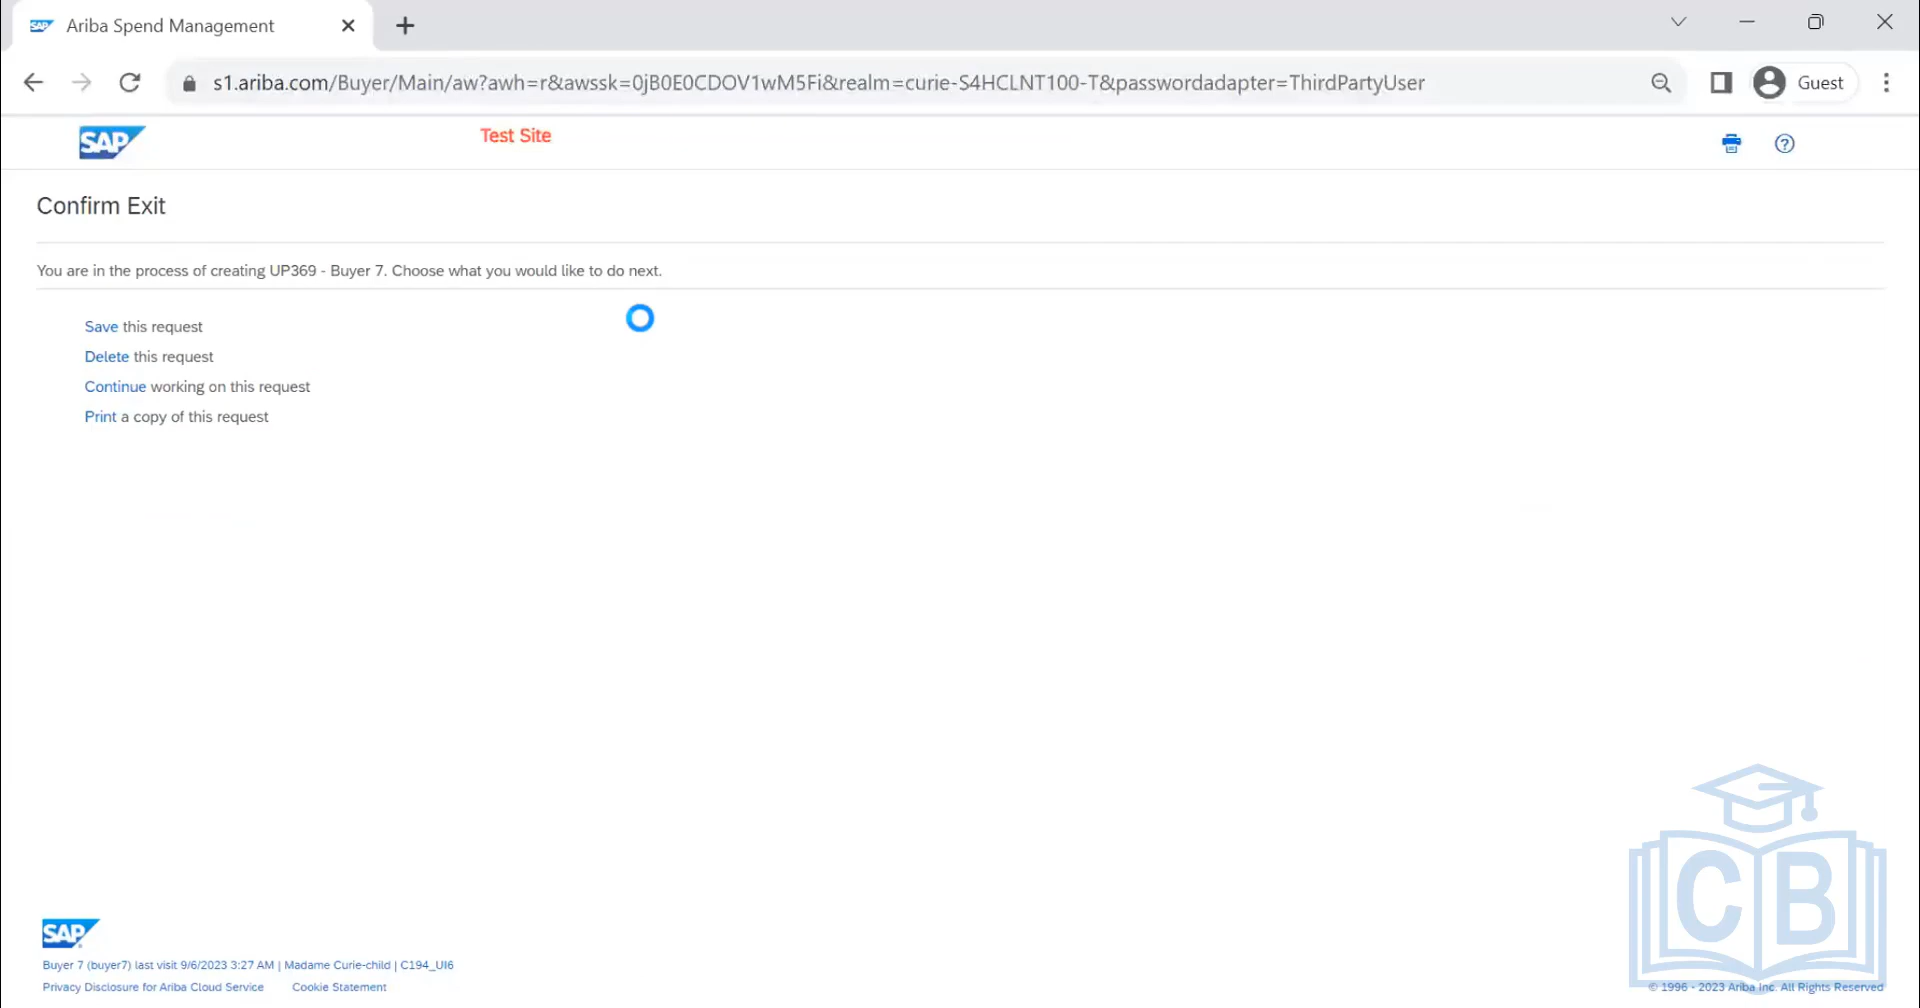 SAP Ariba Spend Management
s1.ariba.com/Buyer/Main/aw?awh=r&awssk=0jB0E0CDOV1wM5Fi&realm=curie-S4HCLNT100-T&passwordadapter=ThirdPartyUser
Guest
SAP
Test Site
Confirm Exit
You are in the process of creating UP369 - Buyer 7. Choose what you would like to do next.
Save this request
Delete this request
Continue working on this request
Print a copy of this request
SAP
Buyer 7 (buyer7) last visit 9/6/2023 3:27 AM | Madame Curie-child | C194_UI6
Privacy Disclosure for Ariba Cloud Service Cookie Statement
CB
© 1996 - 2023 Ariba Inc. All Rights Reserved